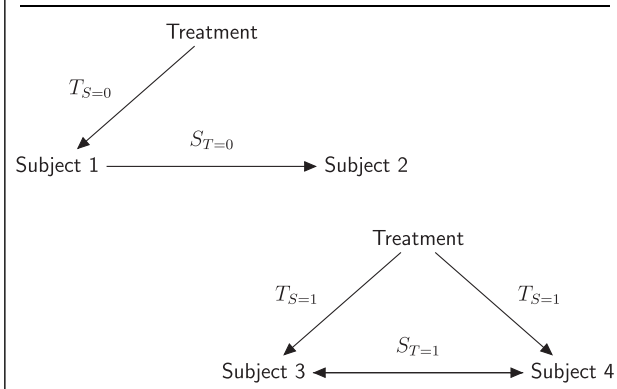 Treatment
T_{S=0}
S_{T=0}
Subject 1 Subject 2
Treatment
T_{S=1} T_{S=1}
S_{T=1}
Subject 3 Subject 4